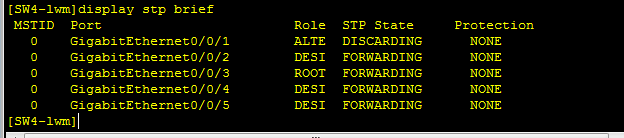 [SW4-lwm]display stp brief
MSTID Port Role STP State Protection
0 GigabitEthernet0/0/1 ALTE DISCARDING NONE
0 GigabitEthernet0/0/2 DESI FORWARDING NONE
0 GigabitEthernet0/0/3 ROOT FORWARDING NONE
0 GigabitEthernet0/0/4 DESI FORWARDING NONE
0 GigabitEthernet0/0/5 DESI FORWARDING NONE
[SW4-lwm]